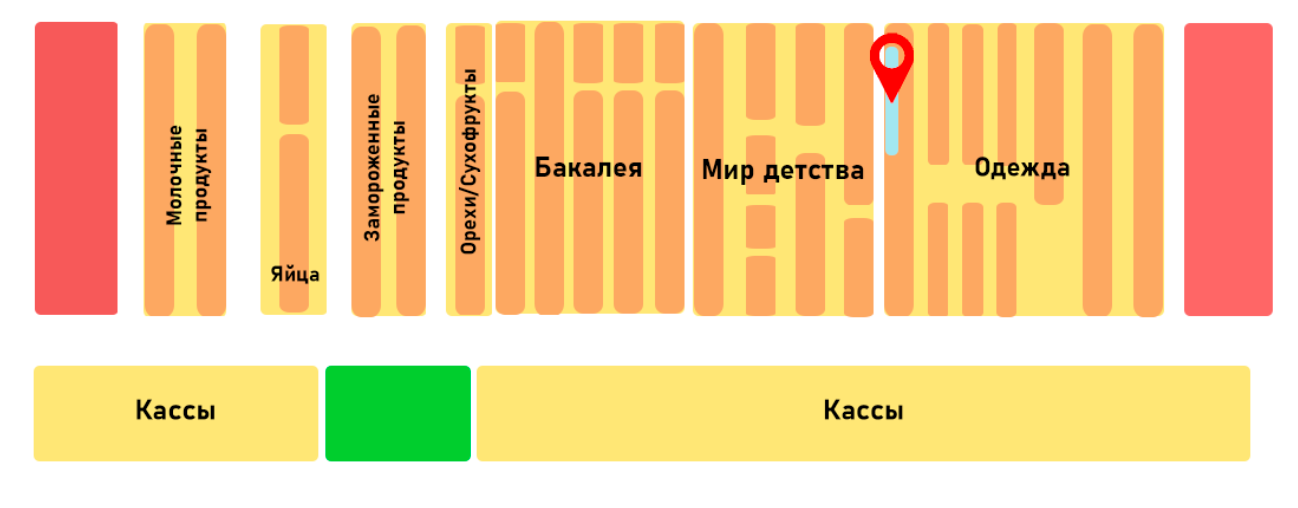 Молочные
продукты
Яйца
Замороженные
продукты
Орехи/Сухофрукты
Бакалея
Мир детства
Одежда
Кассы
Кассы